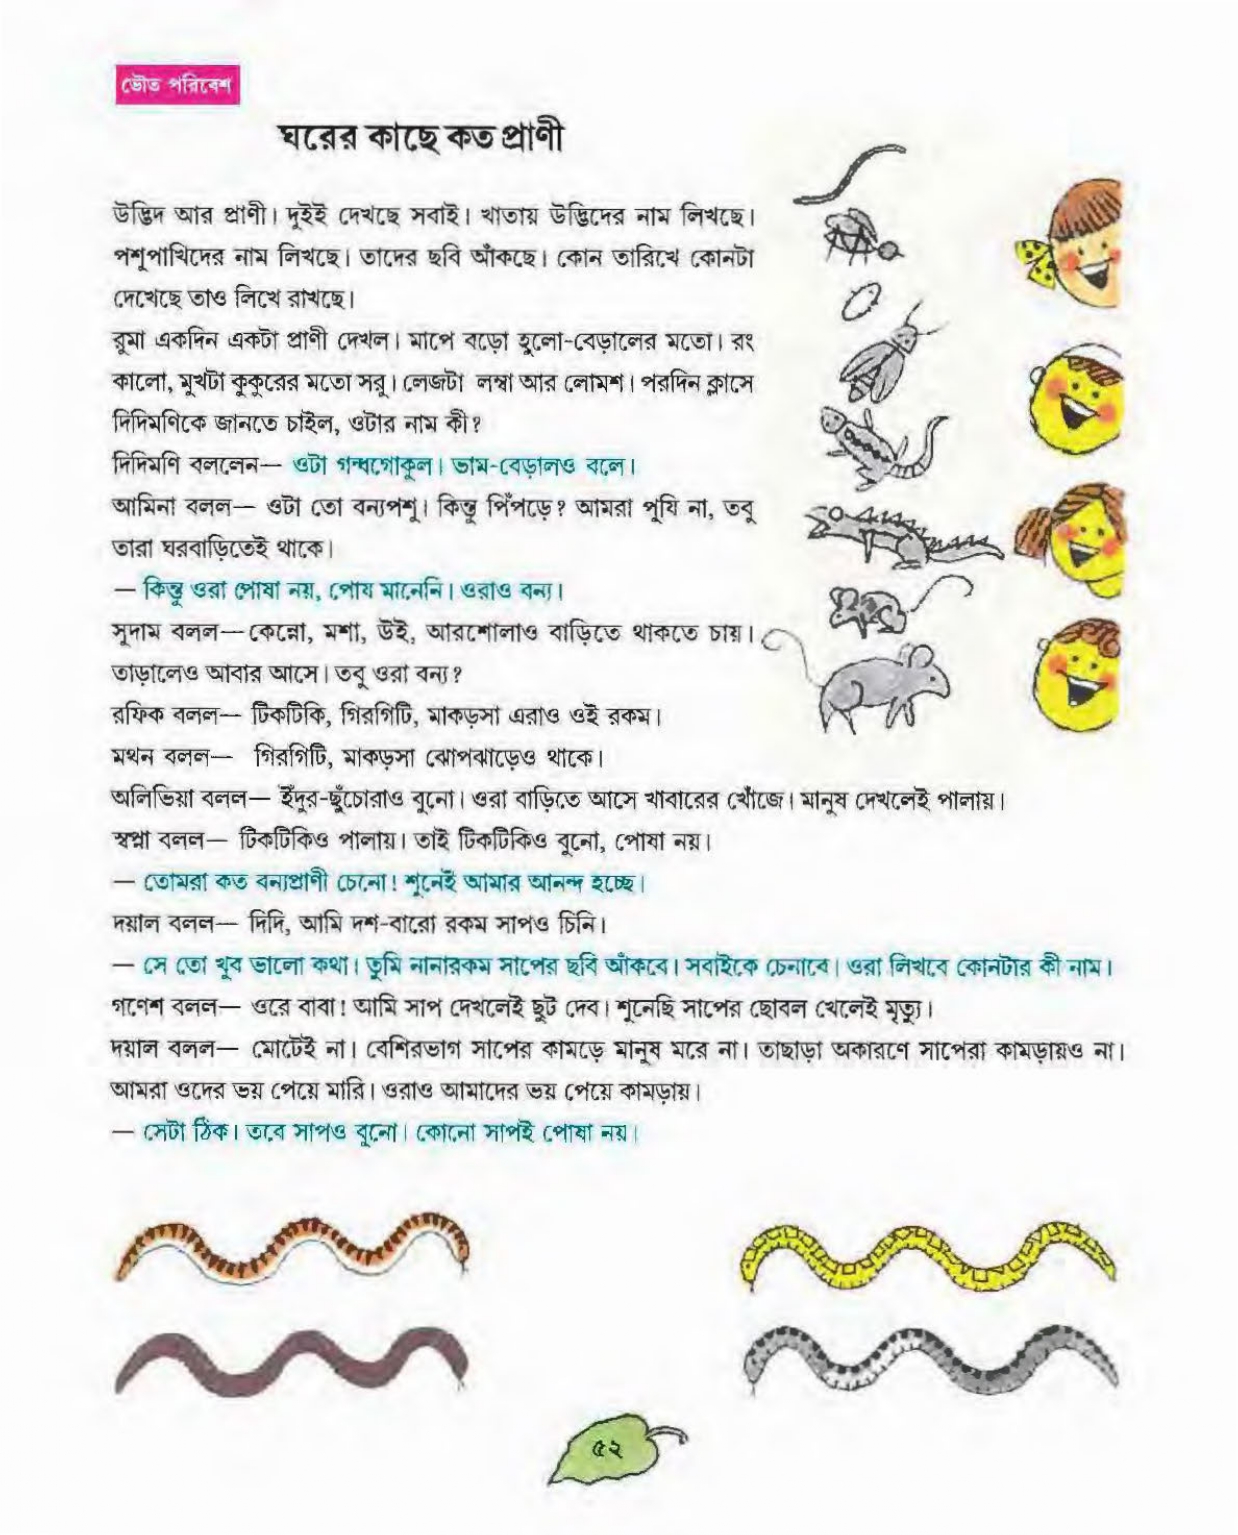 ভৌত পরিবেশ
ঘরের কাছে কত প্রাণী
উদ্ভিদ আর প্রাণী। দুইই দেখছে সবাই। খাতায় উদ্ভিদের নাম লিখছে।
পশুপাখিদের নাম লিখছে। তাদের ছবি আঁকছে। কোন তারিখে কোনটা
দেখেছে তাও লিখে রাখছে।
রুমা একদিন একটা প্রাণী দেখল। মাপে বড়ো হুলো-বেড়ালের মতো। রং
কালো, মুখটা কুকুরের মতো সরু। লেজটা লম্বা আর লোমশ। পরদিন ক্লাসে
দিদিমণিকে জানতে চাইল, ওটার নাম কী?
দিদিমণি বললেন— ওটা গন্ধগোকুল। ভাম-বেড়ালও বলে।
আমিনা বলল— ওটা তো বন্যপশু। কিন্তু পিঁপড়ে? আমরা পুষি না, তবু
তারা ঘরবাড়িতেই থাকে।
— কিন্তু ওরা পোষা নয়, পোষ মানেনি। ওরাও বন্য।
সুদাম বলল— কেন্নো, মশা, উই, আরশোলাও বাড়িতে থাকতে চায়।
তাড়ালেও আবার আসে। তবু ওরা বন্য?
রফিক বলল— টিকটিকি, গিরগিটি, মাকড়সা এরাও ওই রকম।
মথন বলল— গিরগিটি, মাকড়সা ঝোপঝাড়েও থাকে।
অলিভিয়া বলল— ইঁদুর-ছুঁচোরাও বুনো। ওরা বাড়িতে আসে খাবারের খোঁজে। মানুষ দেখলেই পালায়।
স্বপ্না বলল— টিকটিকিও পালায়। তাই টিকটিকিও বুনো, পোষা নয়।
— তোমরা কত বন্যপ্রাণী চেনো! শুনেই আমার আনন্দ হচ্ছে।
দয়াল বলল— দিদি, আমি দশ-বারো রকম সাপও চিনি।
— সে তো খুব ভালো কথা। তুমি নানারকম সাপের ছবি আঁকবে। সবাইকে চেনাবে। ওরা লিখবে কোনটার কী নাম।
গণেশ বলল— ওরে বাবা! আমি সাপ দেখলেই ছুট দেব। শুনেছি সাপের ছোবল খেলেই মৃত্যু।
দয়াল বলল— মোটেই না। বেশিরভাগ সাপের কামড়ে মানুষ মরে না। তাছাড়া অকারণে সাপেরা কামড়ায়ও না।
আমরা ওদের ভয় পেয়ে মারি। ওরাও আমাদের ভয় পেয়ে কামড়ায়।
— সেটা ঠিক। তবে সাপও বুনো। কোনো সাপই পোষা নয়।
৫২